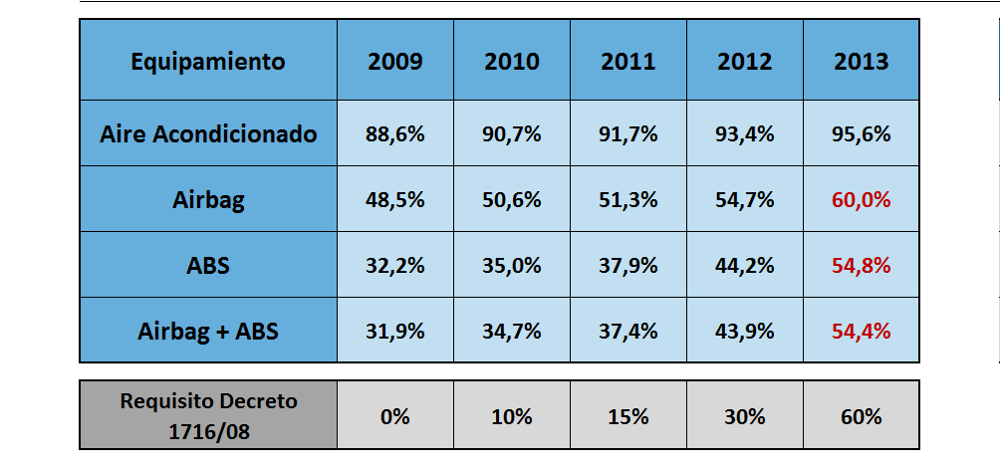 Equipamiento 2009 2010 2011 2012 2013
Aire Acondicionado 88,6% 90,7% 91,7% 93,4% 95,6%
Airbag 48,5% 50,6% 51,3% 54,7% 60,0%
ABS 32,2% 35,0% 37,9% 44,2% 54,8%
Airbag + ABS 31,9% 34,7% 37,4% 43,9% 54,4%
Requisito Decreto
1716/08 0% 10% 15% 30% 60%